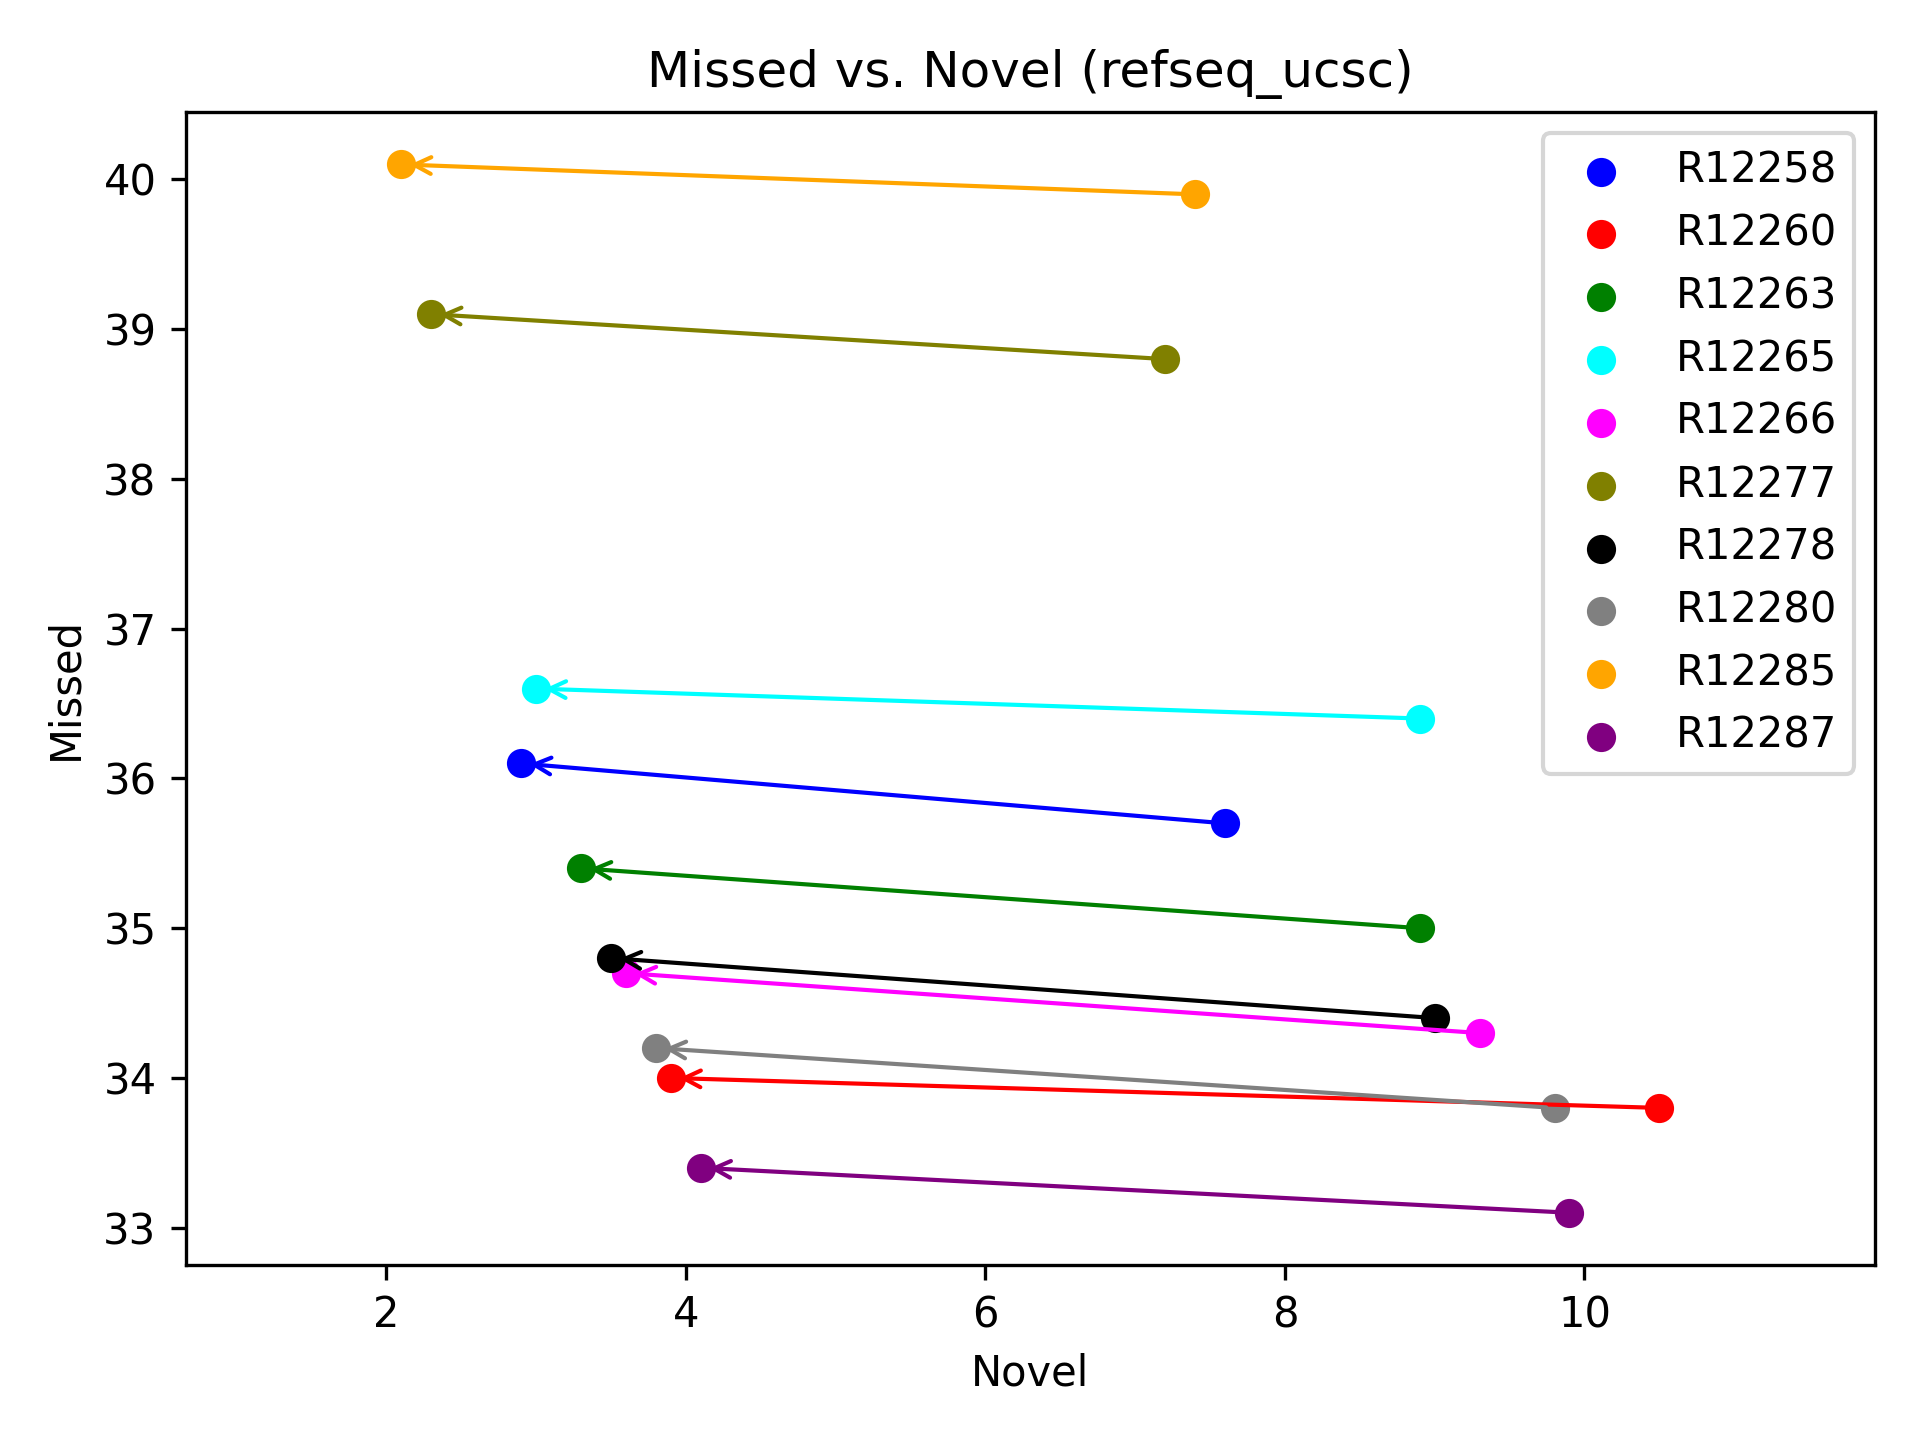 Missed vs. Novel (refseq_ucsc)
40
39
38
37
36
35
34
33
Missed
2
4
6
8
10
Novel
R12258
R12260
R12263
R12265
R12266
R12277
R12278
R12280
R12285
R12287